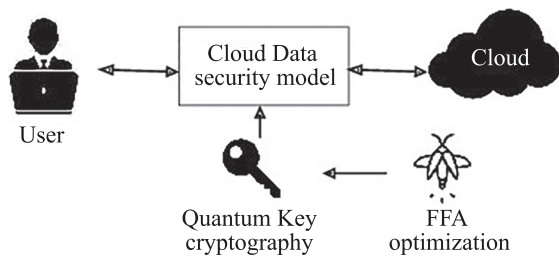 Cloud Data
security model
Cloud
User
Quantum Key
cryptography
FFA
optimization